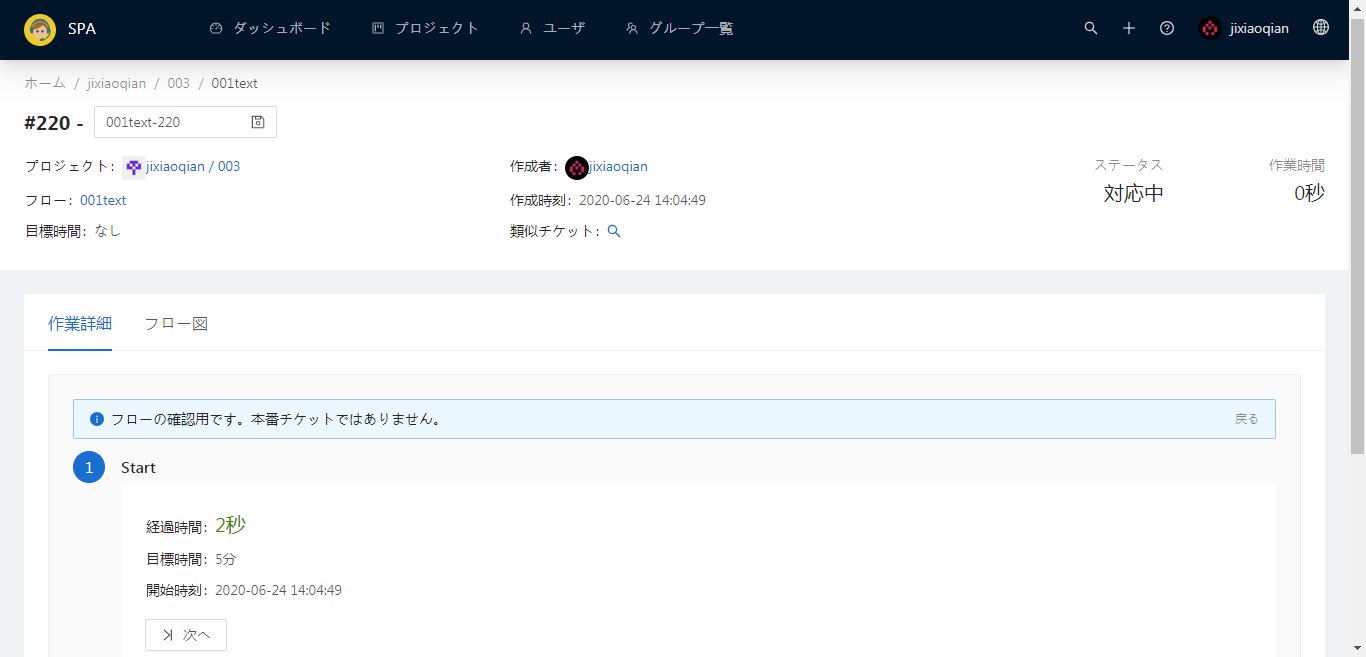 SPA ダッシュボード プロジェクト ユーザ グループ一覧 jixiaoqian
ホーム / jixiaoqian / 003 / 001text
#220 - 001text-220
プロジェクト: jixiaoqian / 003 作成者: jixiaoqian ステータス 作業時間
対応中 0秒
フロー: 001text 作成時刻: 2020-06-24 14:04:49
目標時間: なし 類似チケット:
作業詳細 フロー図
フローの確認用です。本番チケットではありません。 戻る
1 Start
経過時間: 2秒
目標時間: 5分
開始時刻: 2020-06-24 14:04:49
次へ